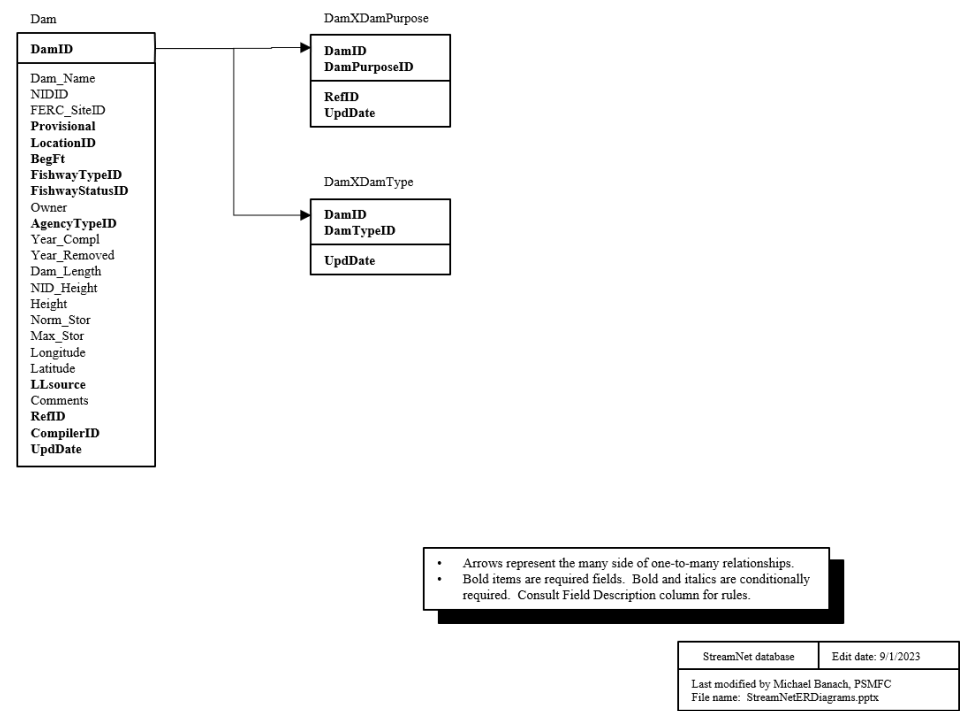 Dam
DamID
Dam_Name
NIDID
FERC_SiteID
Provisional
LocationID
BegFt
FishwayTypeID
FishwayStatusID
Owner
AgencyTypeID
Year_Compl
Year_Removed
Dam_Length
NID_Height
Height
Norm_Stor
Max_Stor
Longitude
Latitude
LLsource
Comments
RefID
CompilerID
UpdDate
DamXDamPurpose
DamID
DamPurposeID
RefID
UpdDate
DamXDamType
DamID
DamTypeID
UpdDate
• Arrows represent the many side of one-to-many relationships.
• Bold items are required fields.  Bold and italics are conditionally
required.  Consult Field Description column for rules.
StreamNet database
Edit date: 9/1/2023
Last modified by Michael Banach, PSMFC
File name:  StreamNetERDiagrams.pptx